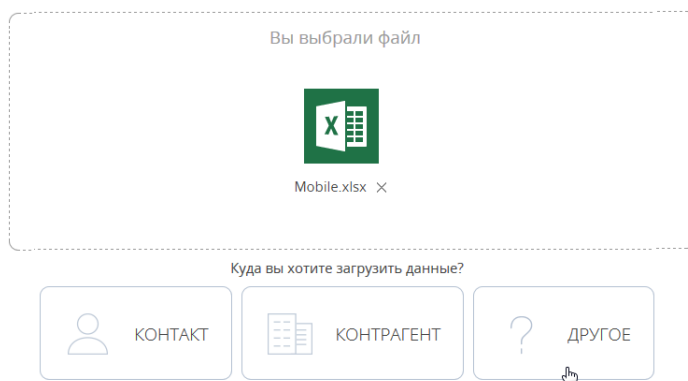 Вы выбрали файл
X
Mobile.xlsx
Куда вы хотите загрузить данные?
КОНТАКТ
КОНТРАГЕНТ
ДРУГОЕ